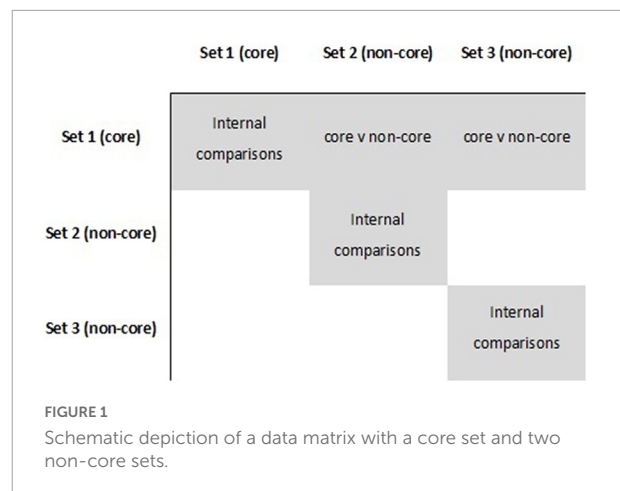 Set 1 (core) Set 2 (non-core) Set 3 (non-core)
Set 1 (core) Internal comparisons core v non-core core v non-core
Set 2 (non-core) Internal comparisons
Set 3 (non-core) Internal comparisons
FIGURE 1
Schematic depiction of a data matrix with a core set and two
non-core sets.